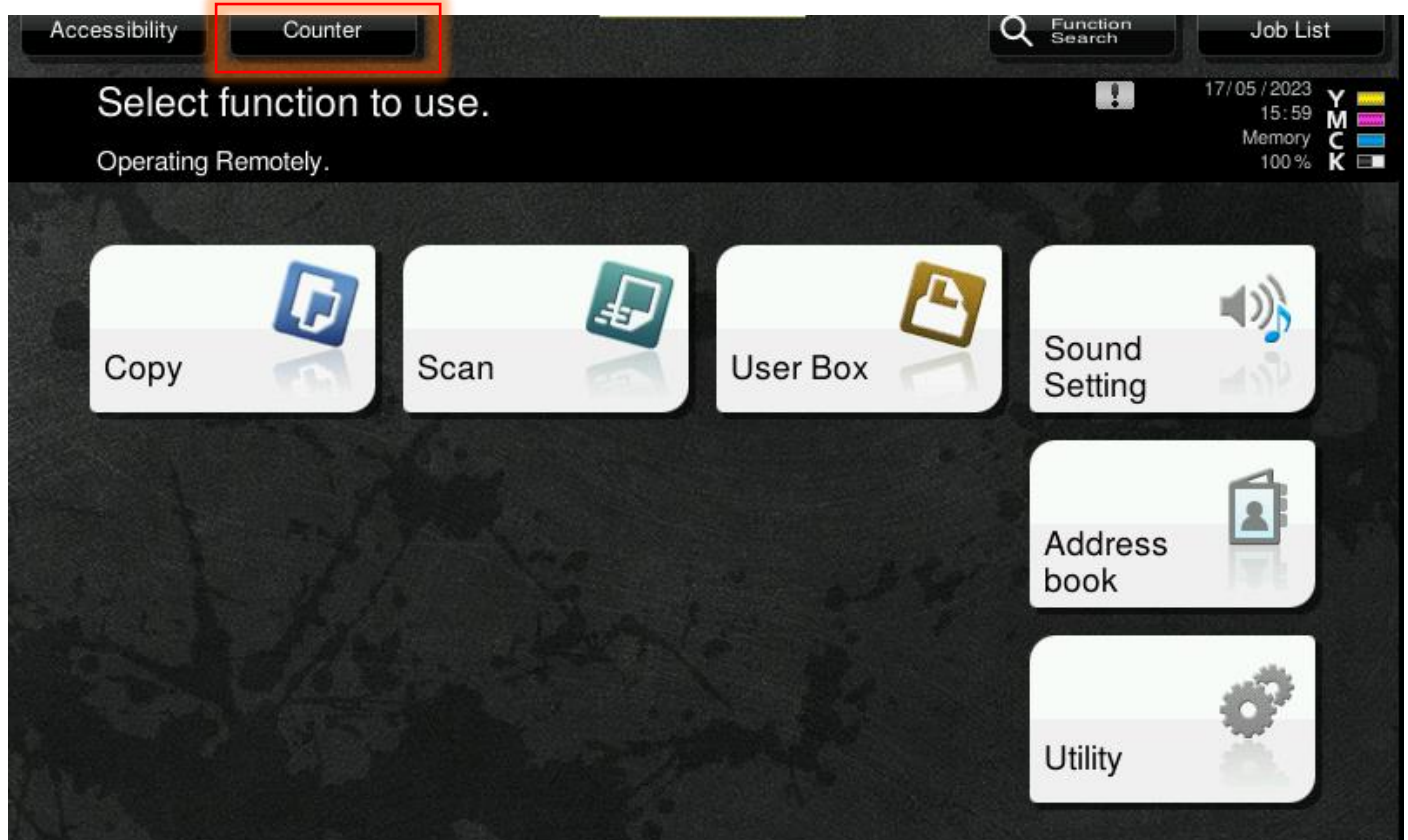 Accessibility
Counter
Function
Search
Job List
Select function to use.
Operating Remotely.
17/05/2023
15:59
Memory
100%
Y
M
C
K
Copy
Scan
User Box
Sound
Setting
Address
book
Utility